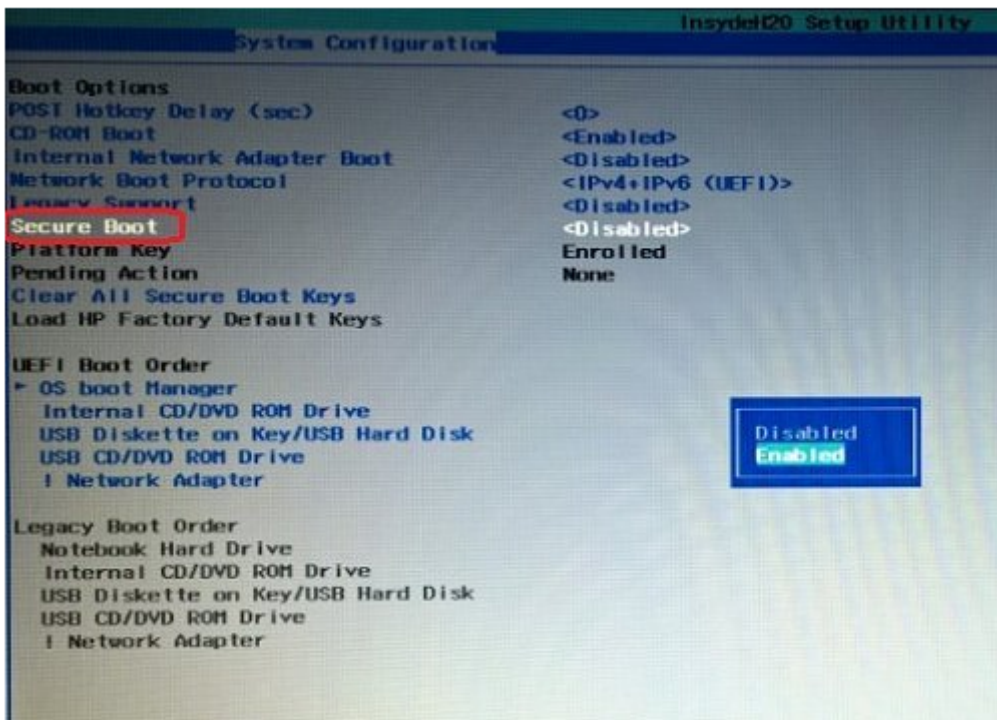 InsydeH20 Setup Utility
System Configuration
Boot Options
POST Hotkey Delay (sec) <0>
CD-ROM Boot <Enabled>
Internal Network Adapter Boot <Disabled>
Network Boot Protocol <IPv4+IPv6 (UEFI)>
Legacy Support <Disabled>
Secure Boot <Disabled>
Platform Key Enrolled
Pending Action None
Clear All Secure Boot Keys
Load HP Factory Default Keys
UEFI Boot Order
► OS boot Manager
Internal CD/DVD ROM Drive
USB Diskette on Key/USB Hard Disk
USB CD/DVD ROM Drive
! Network Adapter
Disabled
Enabled
Legacy Boot Order
Notebook Hard Drive
Internal CD/DVD ROM Drive
USB Diskette on Key/USB Hard Disk
USB CD/DVD ROM Drive
! Network Adapter